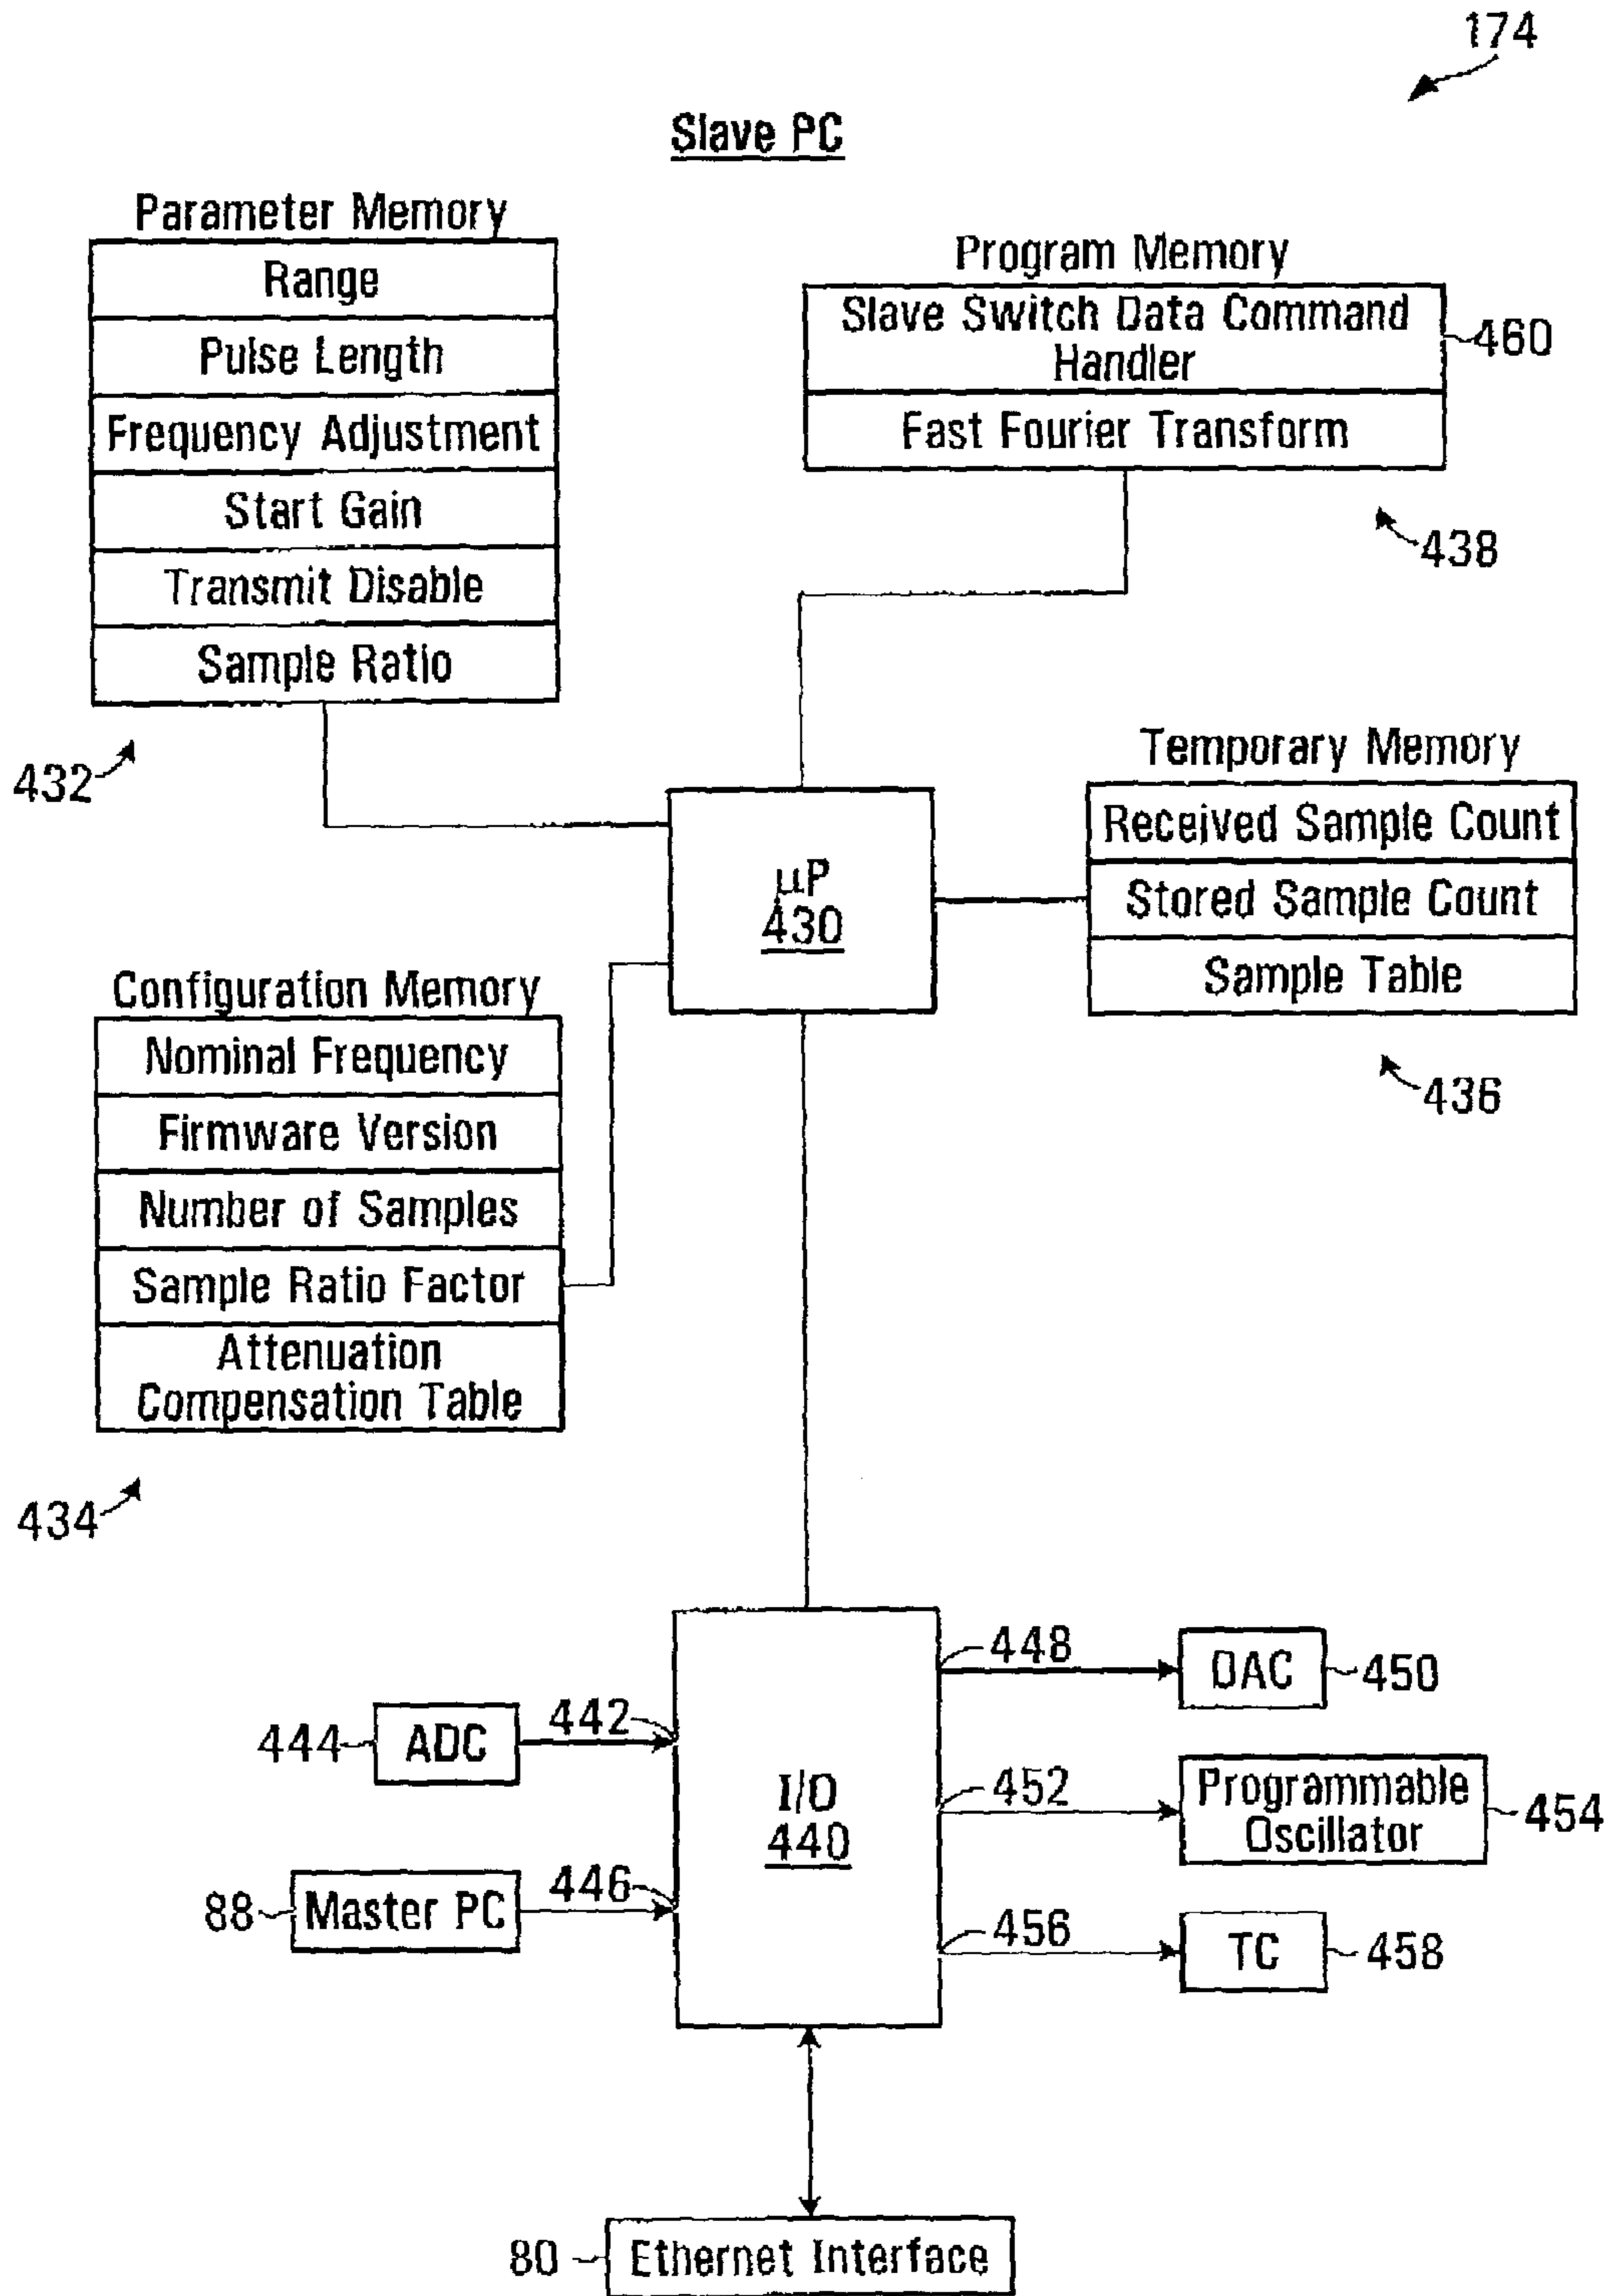 174
Slave PC
Parameter Memory
Range
Pulse Length
Frequency Adjustment
Start Gain
Transmit Disable
Sample Ratio
432
Program Memory
Slave Switch Data Command
Handler
460
Fast Fourier Transform
438
Temporary Memory
Received Sample Count
Stored Sample Count
Sample Table
436
µP
430
Configuration Memory
Nominal Frequency
Firmware Version
Number of Samples
Sample Ratio Factor
Attenuation
Compensation Table
434
444
ADC
442
88
Master PC
446
I/O
440
448
DAC
450
452
Programmable
Oscillator
454
456
TC
458
80
Ethernet Interface